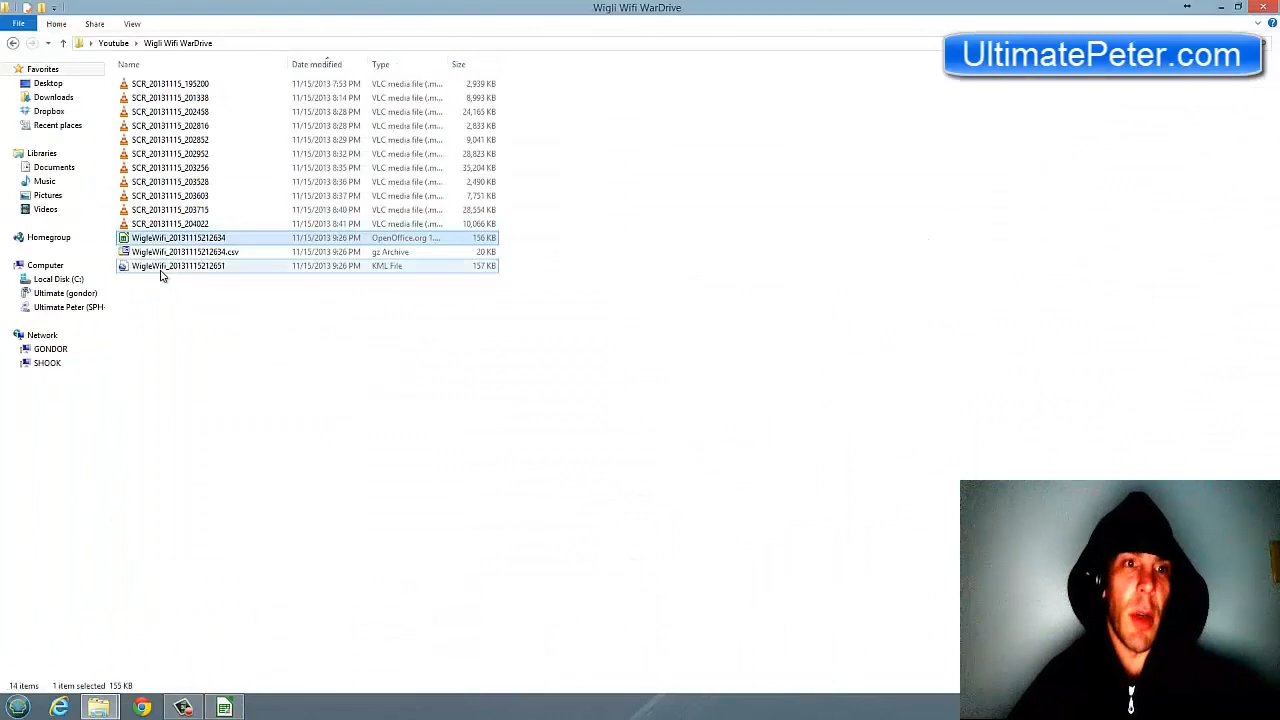 Wigli Wifi WarDrive
File Home Share View
Youtube Wigli Wifi WarDrive
UltimatePeter.com
Name Date modified Type Size
Favorites
Desktop
Downloads
Dropbox
Recent places
Libraries
Documents
Music
Pictures
Videos
Homegroup
Computer
Local Disk (C:)
Ultimate (gondor)
Ultimate Peter (SPH-
Network
GONDOR
SHOOK
SCR_20131115_195200 11/15/2013 7:53 PM VLC media file (.m... 2,939 KB
SCR_20131115_201338 11/15/2013 8:14 PM VLC media file (.m... 8,993 KB
SCR_20131115_202458 11/15/2013 8:28 PM VLC media file (.m... 24,165 KB
SCR_20131115_202816 11/15/2013 8:28 PM VLC media file (.m... 2,833 KB
SCR_20131115_202852 11/15/2013 8:29 PM VLC media file (.m... 9,041 KB
SCR_20131115_202952 11/15/2013 8:32 PM VLC media file (.m... 28,823 KB
SCR_20131115_203256 11/15/2013 8:35 PM VLC media file (.m... 35,204 KB
SCR_20131115_203528 11/15/2013 8:36 PM VLC media file (.m... 2,490 KB
SCR_20131115_203603 11/15/2013 8:37 PM VLC media file (.m... 7,751 KB
SCR_20131115_203715 11/15/2013 8:40 PM VLC media file (.m... 28,554 KB
SCR_20131115_204022 11/15/2013 8:41 PM VLC media file (.m... 10,066 KB
WigleWifi_20131115212634 11/15/2013 9:26 PM OpenOffice.org 1.... 156 KB
WigleWifi_20131115212634.csv 11/15/2013 9:26 PM gz Archive 20 KB
WigleWifi_20131115212651 11/15/2013 9:26 PM KML File 157 KB
14 items 1 item selected 155 KB